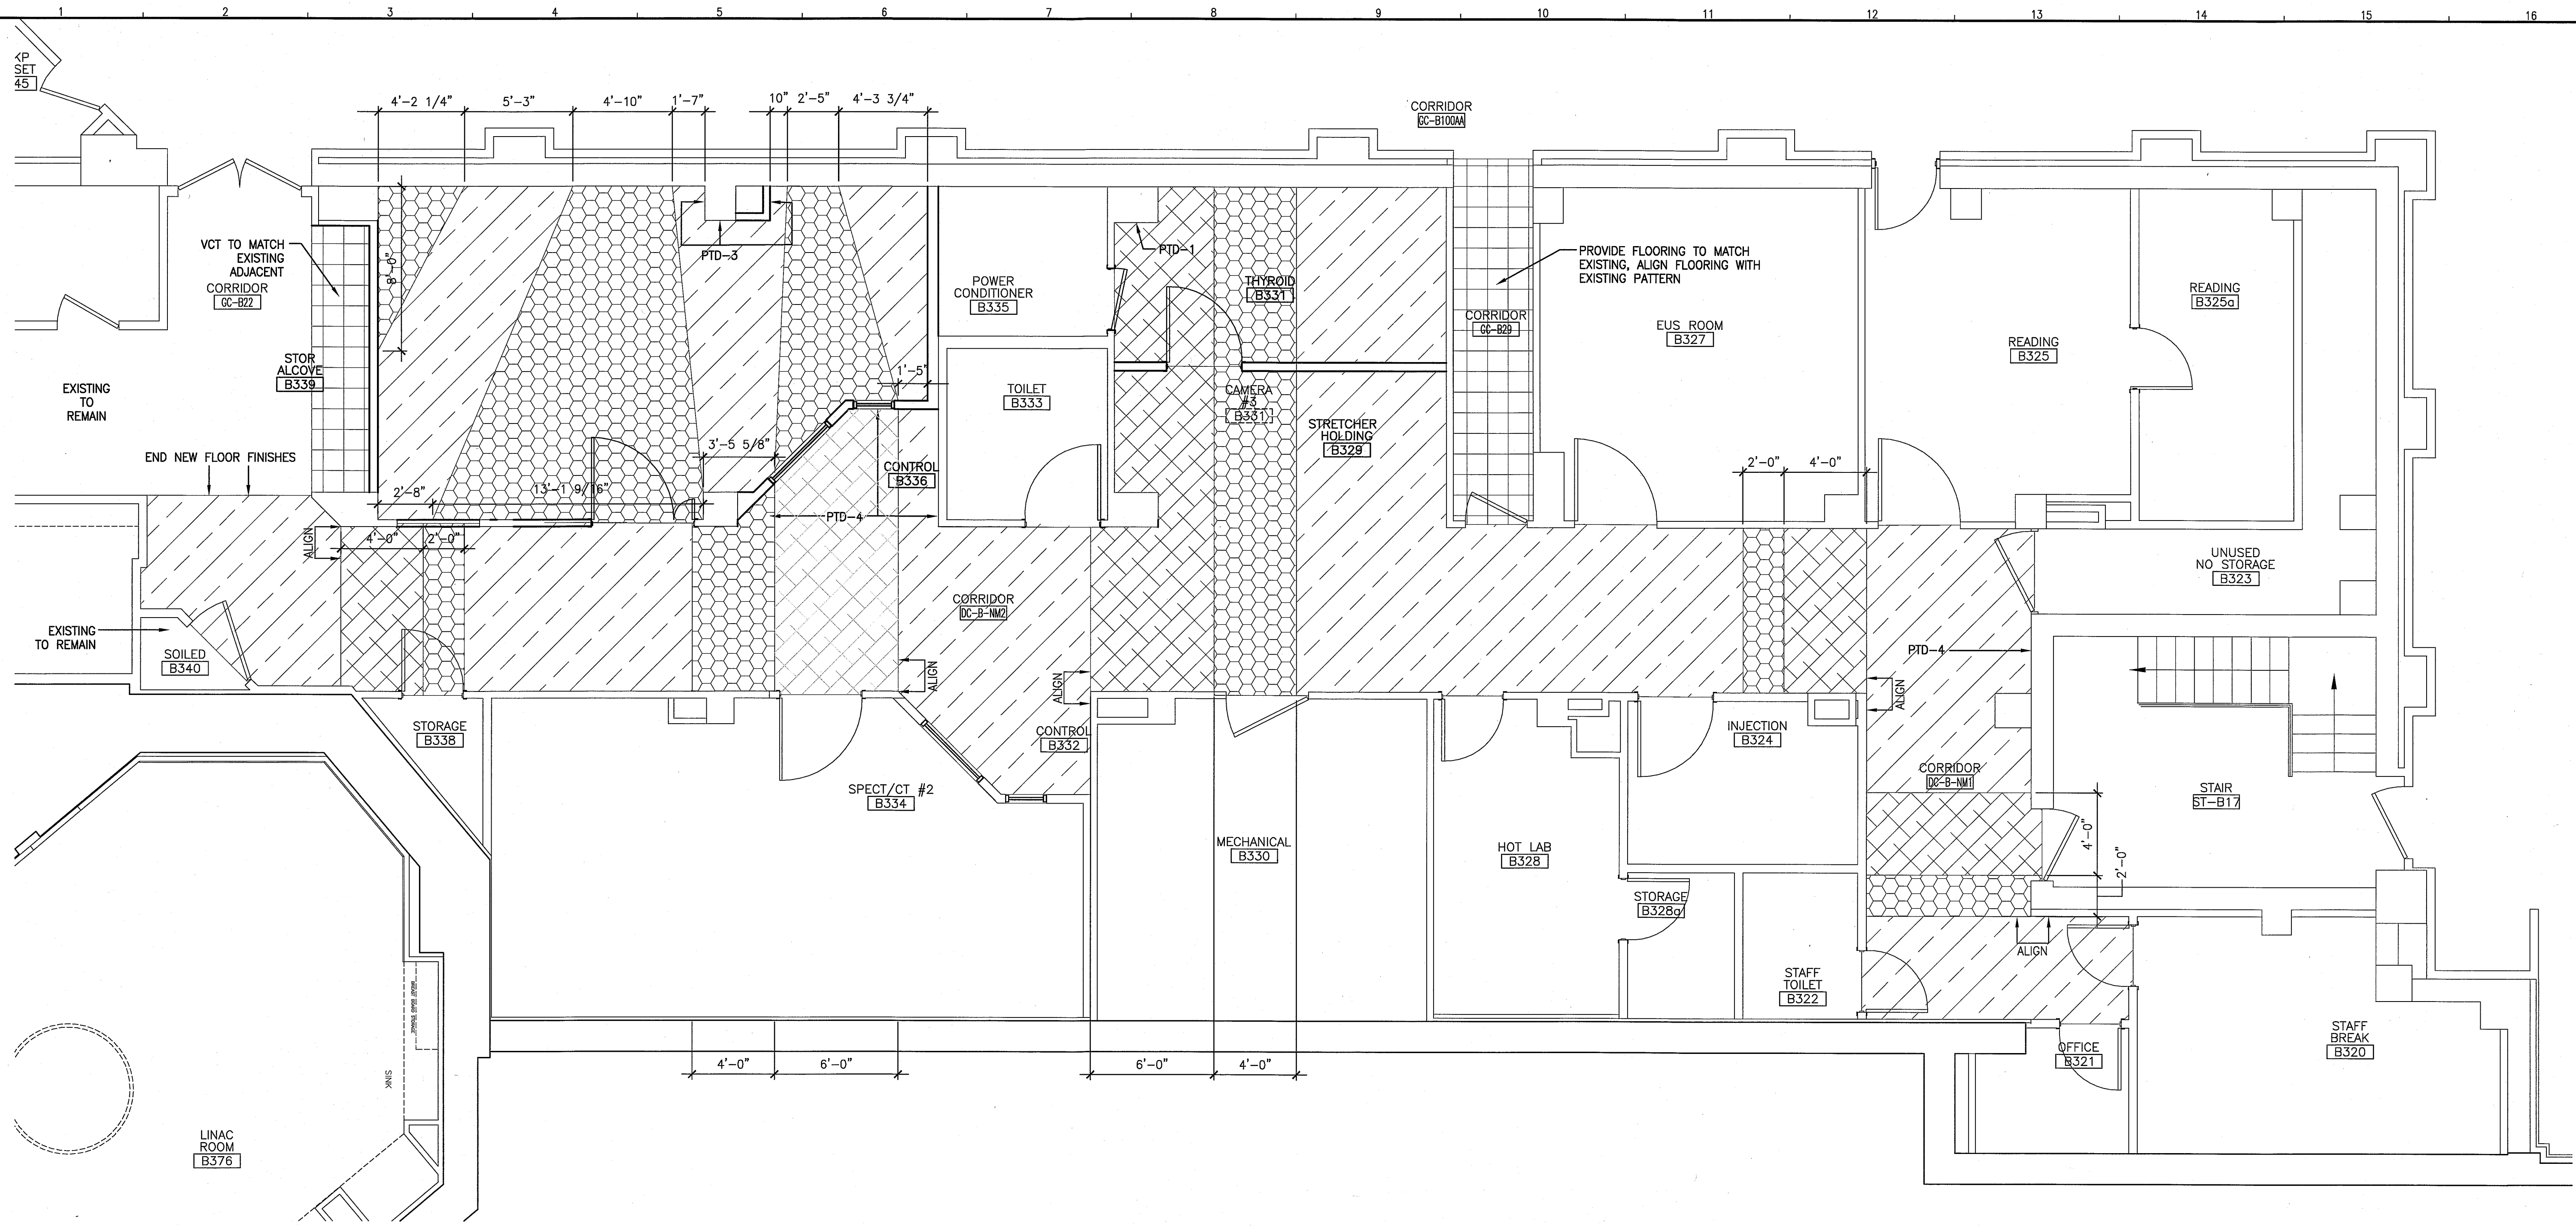 1 2 3 4 5 6 7 8 9 10 11 12 13 14 15 16
KP
SET
45
4'-2 1/4" 5'-3" 4'-10" 1'-7" 10" 2'-5" 4'-3 3/4"
CORRIDOR
GC-B100AA
VCT TO MATCH
EXISTING
ADJACENT
CORRIDOR
GC-B22
8'-0"
PTD-3
POWER
CONDITIONER
B335
PTD-1
THYROID
B331
PROVIDE FLOORING TO MATCH
EXISTING, ALIGN FLOORING WITH
EXISTING PATTERN
CORRIDOR
GC-B29
EUS ROOM
B327
READING
B325
READING
B325a
STOR
ALCOVE
B339
EXISTING
TO
REMAIN
1'-5"
TOILET
B333
CAMERA
#3
B331
STRETCHER
HOLDING
B329
END NEW FLOOR FINISHES
3'-5 5/8"
CONTROL
B336
2'-0" 4'-0"
2'-8" 13'-1 9/16"
PTD-4
ALIGN
4'-0" 2'-0"
UNUSED
NO STORAGE
B323
CORRIDOR
DC-B-NM2
EXISTING
TO REMAIN
SOILED
B340
ALIGN
ALIGN
ALIGN
PTD-4
STORAGE
B338
CONTROL
B332
INJECTION
B324
SPECT/CT #2
B334
CORRIDOR
DC-B-NM1
STAIR
ST-B17
MECHANICAL
B330
HOT LAB
B328
4'-0"
2'-0"
STORAGE
B328a
ALIGN
STAFF
TOILET
B322
STAFF
BREAK
B320
OFFICE
B321
4'-0" 6'-0" 6'-0" 4'-0"
SINK
LINAC
ROOM
B376